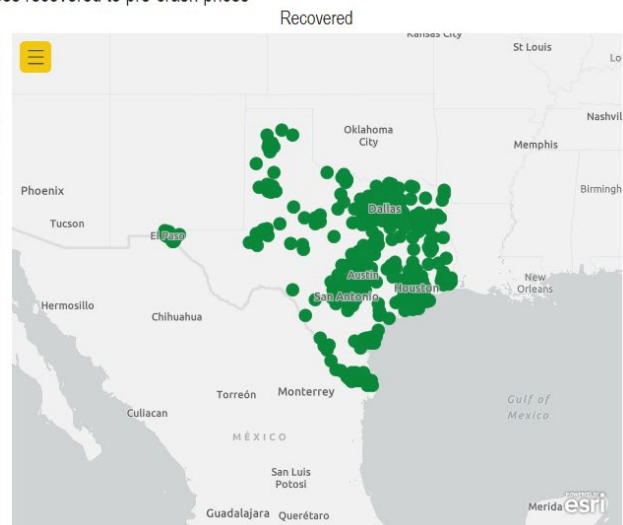 recovered to pre-crash prices
Recovered
Kansas City
St Louis
Nashvil
Oklahoma
City
Memphis
Birmingh
Phoenix
Tucson
Dallas
El Paso
Austin
San Antonio
Houston
New
Orleans
Hermosillo
Chihuahua
Torreón
Monterrey
Culiacan
Gulf of
Mexico
MÉXICO
San Luis
Potosi
Guadalajara
Querétaro
Merida
POWERED BY
esri